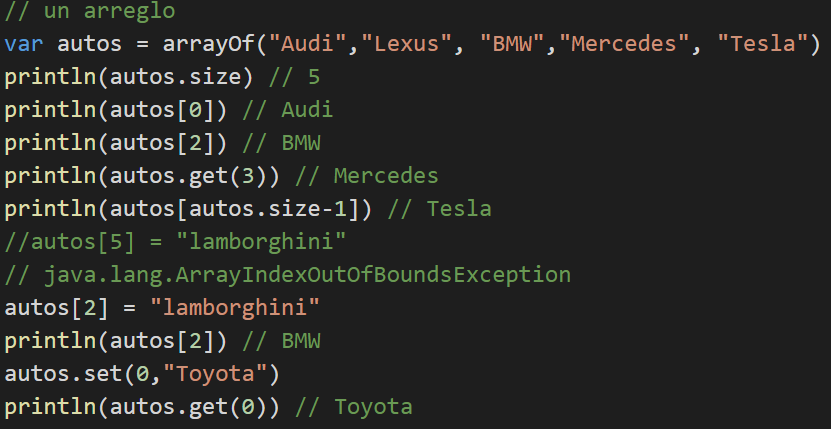 // un arreglo
var autos = arrayOf("Audi","Lexus", "BMW","Mercedes", "Tesla")
println(autos.size) // 5
println(autos[0]) // Audi
println(autos[2]) // BMW
println(autos.get(3)) // Mercedes
println(autos[autos.size-1]) // Tesla
//autos[5] = "lamborghini"
// java.lang.ArrayIndexOutOfBoundsException
autos[2] = "lamborghini"
println(autos[2]) // BMW
autos.set(0,"Toyota")
println(autos.get(0)) // Toyota